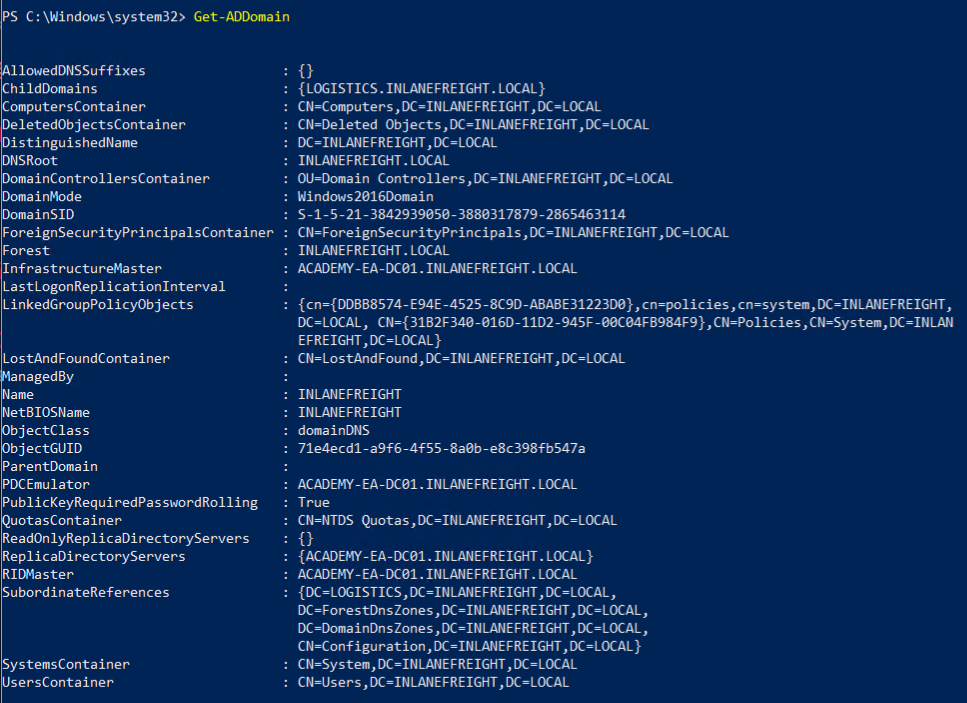 PS C:\Windows\system32> Get-ADDomain
AllowedDNSSuffixes : {}
ChildDomains : {LOGISTICS.INLANEFREIGHT.LOCAL}
ComputersContainer : CN=Computers,DC=INLANEFREIGHT,DC=LOCAL
DeletedObjectsContainer : CN=Deleted Objects,DC=INLANEFREIGHT,DC=LOCAL
DistinguishedName : DC=INLANEFREIGHT,DC=LOCAL
DNSRoot : INLANEFREIGHT.LOCAL
DomainControllersContainer : OU=Domain Controllers,DC=INLANEFREIGHT,DC=LOCAL
DomainMode : Windows2016Domain
DomainSID : S-1-5-21-3842939050-3880317879-2865463114
ForeignSecurityPrincipalsContainer : CN=ForeignSecurityPrincipals,DC=INLANEFREIGHT,DC=LOCAL
Forest : INLANEFREIGHT.LOCAL
InfrastructureMaster : ACADEMY-EA-DC01.INLANEFREIGHT.LOCAL
LastLogonReplicationInterval :
LinkedGroupPolicyObjects : {cn={DDBB8574-E94E-4525-8C9D-ABABE31223D0},cn=policies,cn=system,DC=INLANEFREIGHT,
DC=LOCAL, CN={31B2F340-016D-11D2-945F-00C04FB984F9},CN=Policies,CN=System,DC=INLAN
EFREIGHT,DC=LOCAL}
LostAndFoundContainer : CN=LostAndFound,DC=INLANEFREIGHT,DC=LOCAL
ManagedBy :
Name : INLANEFREIGHT
NetBIOSName : INLANEFREIGHT
ObjectClass : domainDNS
ObjectGUID : 71e4ecd1-a9f6-4f55-8a0b-e8c398fb547a
ParentDomain :
PDCEmulator : ACADEMY-EA-DC01.INLANEFREIGHT.LOCAL
PublicKeyRequiredPasswordRolling : True
QuotasContainer : CN=NTDS Quotas,DC=INLANEFREIGHT,DC=LOCAL
ReadOnlyReplicaDirectoryServers : {}
ReplicaDirectoryServers : {ACADEMY-EA-DC01.INLANEFREIGHT.LOCAL}
RIDMaster : ACADEMY-EA-DC01.INLANEFREIGHT.LOCAL
SubordinateReferences : {DC=LOGISTICS,DC=INLANEFREIGHT,DC=LOCAL,
DC=ForestDnsZones,DC=INLANEFREIGHT,DC=LOCAL,
DC=DomainDnsZones,DC=INLANEFREIGHT,DC=LOCAL,
CN=Configuration,DC=INLANEFREIGHT,DC=LOCAL}
SystemsContainer : CN=System,DC=INLANEFREIGHT,DC=LOCAL
UsersContainer : CN=Users,DC=INLANEFREIGHT,DC=LOCAL